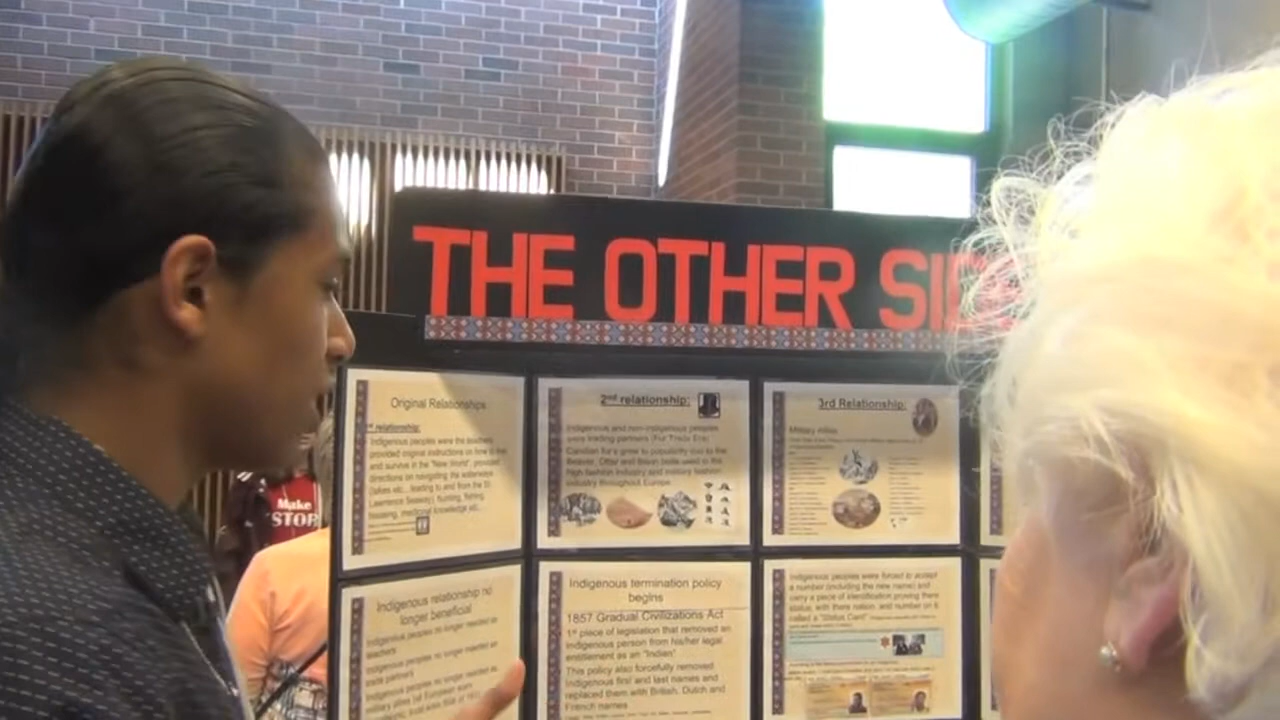 THE OTHER SID
Original Relationships
1st relationship:
Indigenous peoples were the teachers,
provided original instructions on how to live
and survive in the "New World", provided
directions on navigating the waterways
(lakes etc... leading to and from the St.
Lawrence Seaway), hunting, fishing,
housing, medicinal knowledge etc...
2nd relationship:
Indigenous and non-indigenous peoples
were trading partners (Fur Trade Era)
Canadian fur's grew in popularity due to the
Beaver, Otter and Bison pelts used in the
high fashion industry and military fashion
industry throughout Europe
3rd Relationship:
Military Allies
Make
STOP
Indigenous relationship no
longer beneficial
Indigenous peoples no longer needed as
teachers
Indigenous peoples no longer needed as
trade partners
Indigenous peoples no longer needed as
military allies (all European wars
Indigenous termination policy
begins
1857 Gradual Civilizations Act
1st piece of legislation that removed an
Indigenous person from his/her legal
entitlement as an "Indian"
This policy also forcefully removed
Indigenous first and last names and
replaced them with British, Dutch and
French names
Indigenous peoples were forced to accept
a number (including the new name) and
carry a piece of identification proving there
status, with there nation, and number on it
called a "Status Card"